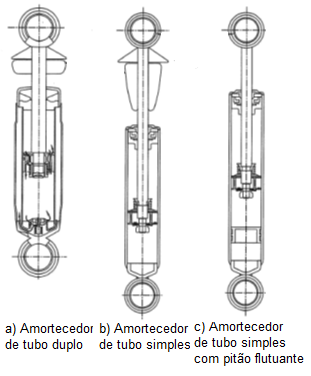 a) Amortecedor
de tubo duplo
b) Amortecedor
de tubo simples
c) Amortecedor
de tubo simples
com pitão flutuante